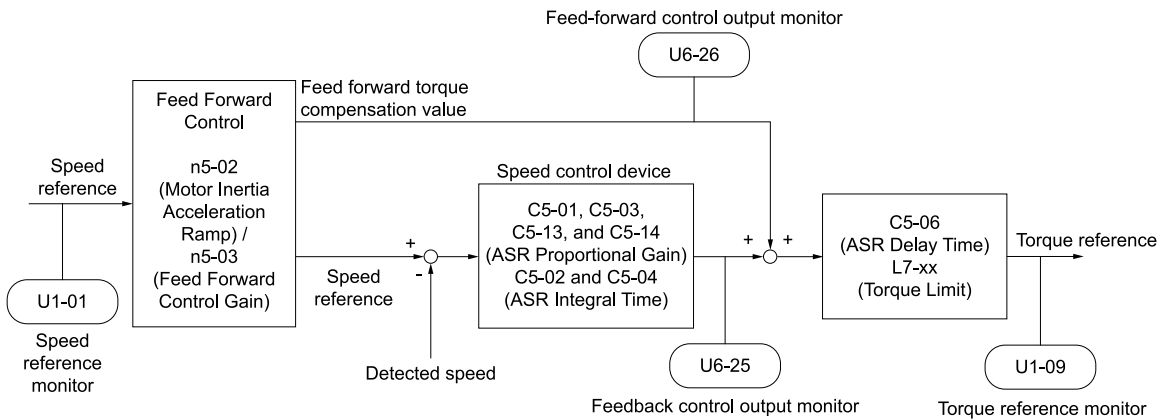 Feed-forward control output monitor
U6-26
Feed Forward
Control
n5-02
(Motor Inertia
Acceleration
Ramp) /
n5-03
(Feed Forward
Control Gain)
Feed forward torque
compensation value
Speed
reference
U1-01
Speed
reference
monitor
Speed
reference
+
-
Detected speed
Speed control device
C5-01, C5-03,
C5-13, and C5-14
(ASR Proportional Gain)
C5-02 and C5-04
(ASR Integral Time)
U6-25
Feedback control output monitor
+
+
C5-06
(ASR Delay Time)
L7-xx
(Torque Limit)
Torque reference
U1-09
Torque reference monitor